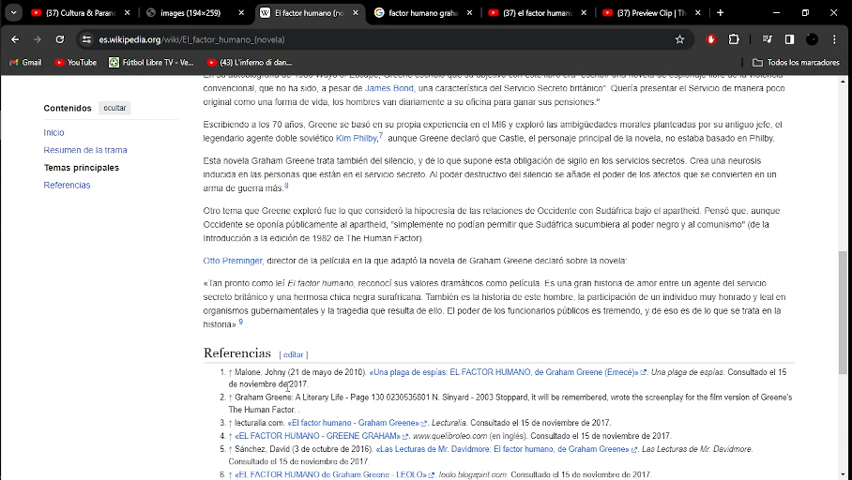 (37) Cultura & Paran
images (194×259)
El factor humano (no
factor humano grah
(37) el factor human
(37) Preview Clip | Th
es.wikipedia.org/wiki/El_factor_humano_(novela)
Gmail
YouTube
Fútbol Libre TV - Ve...
(43) L'inferno di dan...
Todos los marcadores
Contenidos
ocultar
Inicio
Resumen de la trama
Temas principales
Referencias
convencional, que no ha sido, a pesar de James Bond, una característica del Servicio Secreto británico". Quería presentar el Servicio de manera poco
original como una forma de vida, los hombres van diariamente a su oficina para ganar sus pensiones."
Escribiendo a los 70 años, Greene se basó en su propia experiencia en el MI6 y exploró las ambigüedades morales planteadas por su antiguo jefe, el
legendario agente doble soviético Kim Philby,7 aunque Greene declaró que Castle, el personaje principal de la novela, no estaba basado en Philby.
Esta novela Graham Greene trata también del silencio, y de lo que supone esta obligación de sigilo en los servicios secretos. Crea una neurosis
inducida en las personas que están en el servicio secreto. Al poder destructivo del silencio se añade el poder de los afectos que se convierten en un
arma de guerra más.8
Otro tema que Greene exploró fue lo que consideró la hipocresía de las relaciones de Occidente con Sudáfrica bajo el apartheid. Pensó que, aunque
Occidente se oponía públicamente al apartheid, "simplemente no podían permitir que Sudáfrica sucumbiera al poder negro y al comunismo" (de la
Introducción a la edición de 1982 de The Human Factor).
Otto Preminger, director de la película en la que adaptó la novela de Graham Greene declaró sobre la novela:
«Tan pronto como leí El factor humano, reconocí sus valores dramáticos como película. Es una gran historia de amor entre un agente del servicio
secreto británico y una hermosa chica negra surafricana. También es la historia de este hombre, la participación de un individuo muy honrado y leal en
organismos gubernamentales y la tragedia que resulta de ello. El poder de los funcionarios públicos es tremendo, y de eso es de lo que se trata en la
historia».9
Referencias [ editar ]
1. ↑ Malone, Johny (21 de mayo de 2010). «Una plaga de espías: EL FACTOR HUMANO, de Graham Greene (Emecé)». Una plaga de espías. Consultado el 15
de noviembre de 2017.
2. ↑ Graham Greene: A Literary Life - Page 130 0230536801 N. Sinyard - 2003 Stoppard, it will be remembered, wrote the screenplay for the film version of Greene's
The Human Factor. .
3. ↑ lecturalia.com. «El factor humano - Graham Greene». Lecturalia. Consultado el 15 de noviembre de 2017.
4. ↑ «EL FACTOR HUMANO - GREENE GRAHAM». www.quelibroleo.com (en inglés). Consultado el 15 de noviembre de 2017.
5. ↑ Sánchez, David (3 de octubre de 2016). «Las Lecturas de Mr. Davidmore: El factor humano, de Graham Greene». Las Lecturas de Mr. Davidmore.
Consultado el 15 de noviembre de 2017.
6. ↑ «EL FACTOR HUMANO de Graham Greene - LEOLO». leolo.blogspirit.com. Consultado el 15 de noviembre de 2017.